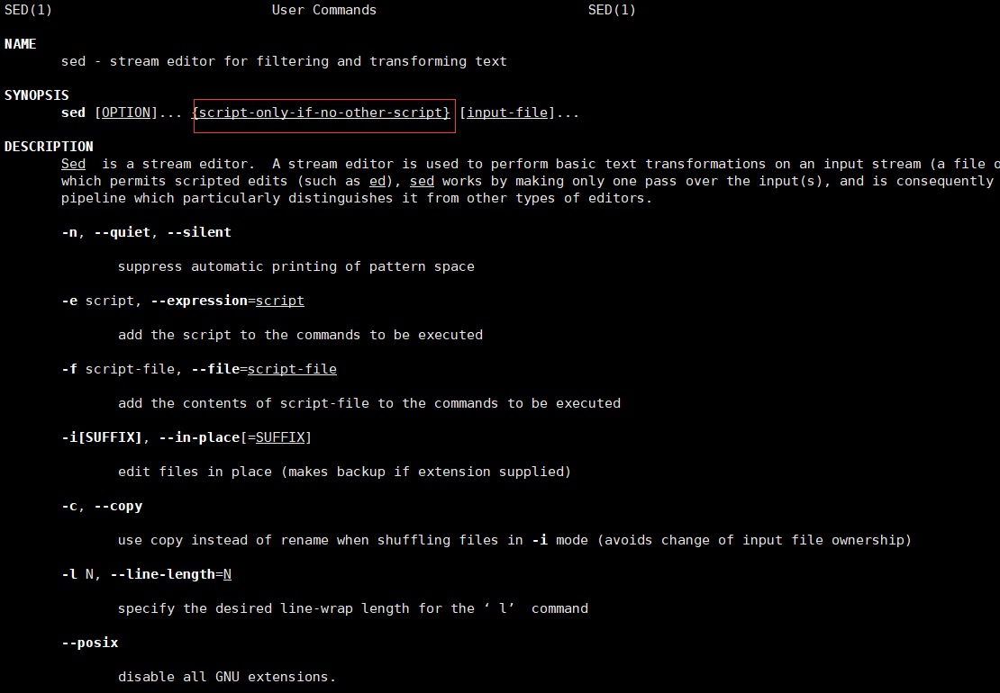 SED(1) User Commands SED(1)
NAME
sed - stream editor for filtering and transforming text
SYNOPSIS
sed [OPTION]... {script-only-if-no-other-script} [input-file]...
DESCRIPTION
Sed is a stream editor. A stream editor is used to perform basic text transformations on an input stream (a file o
which permits scripted edits (such as ed), sed works by making only one pass over the input(s), and is consequently
pipeline which particularly distinguishes it from other types of editors.
-n, --quiet, --silent
suppress automatic printing of pattern space
-e script, --expression=script
add the script to the commands to be executed
-f script-file, --file=script-file
add the contents of script-file to the commands to be executed
-i[SUFFIX], --in-place[=SUFFIX]
edit files in place (makes backup if extension supplied)
-c, --copy
use copy instead of rename when shuffling files in -i mode (avoids change of input file ownership)
-l N, --line-length=N
specify the desired line-wrap length for the ‘ l’ command
--posix
disable all GNU extensions.